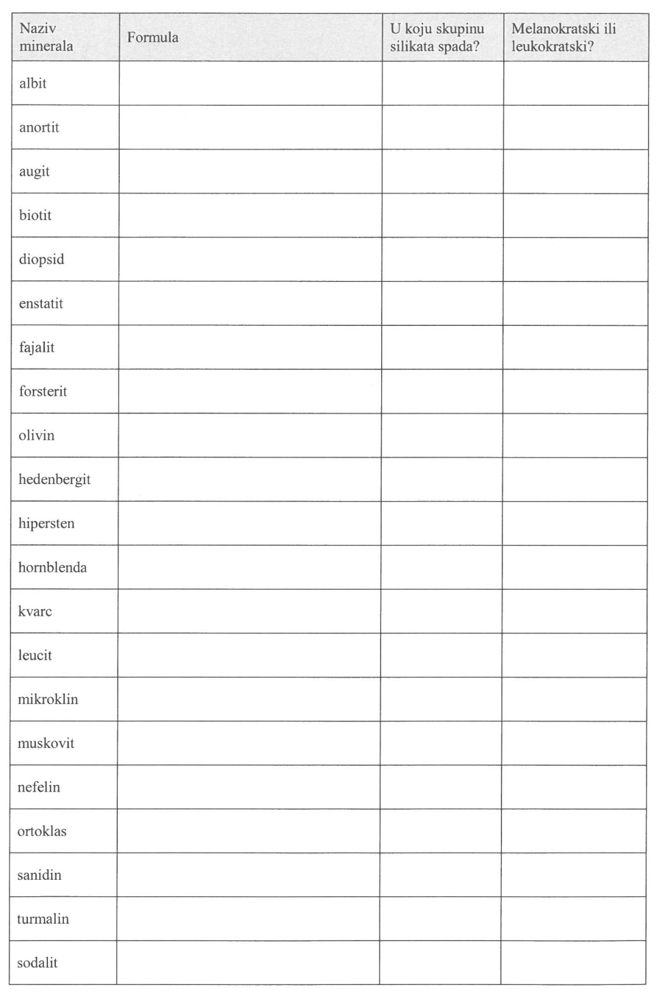 Naziv
minerala
Formula
U koju skupinu
silikata spada?
Melanokratski ili
leukokratski?
albit
anortit
augit
biotit
diopsid
enstatit
fajalit
forsterit
olivin
hedenbergit
hipersten
hornblenda
kvarc
leucit
mikroklin
muskovit
nefelin
ortoklas
sanidin
turmalin
sodalit